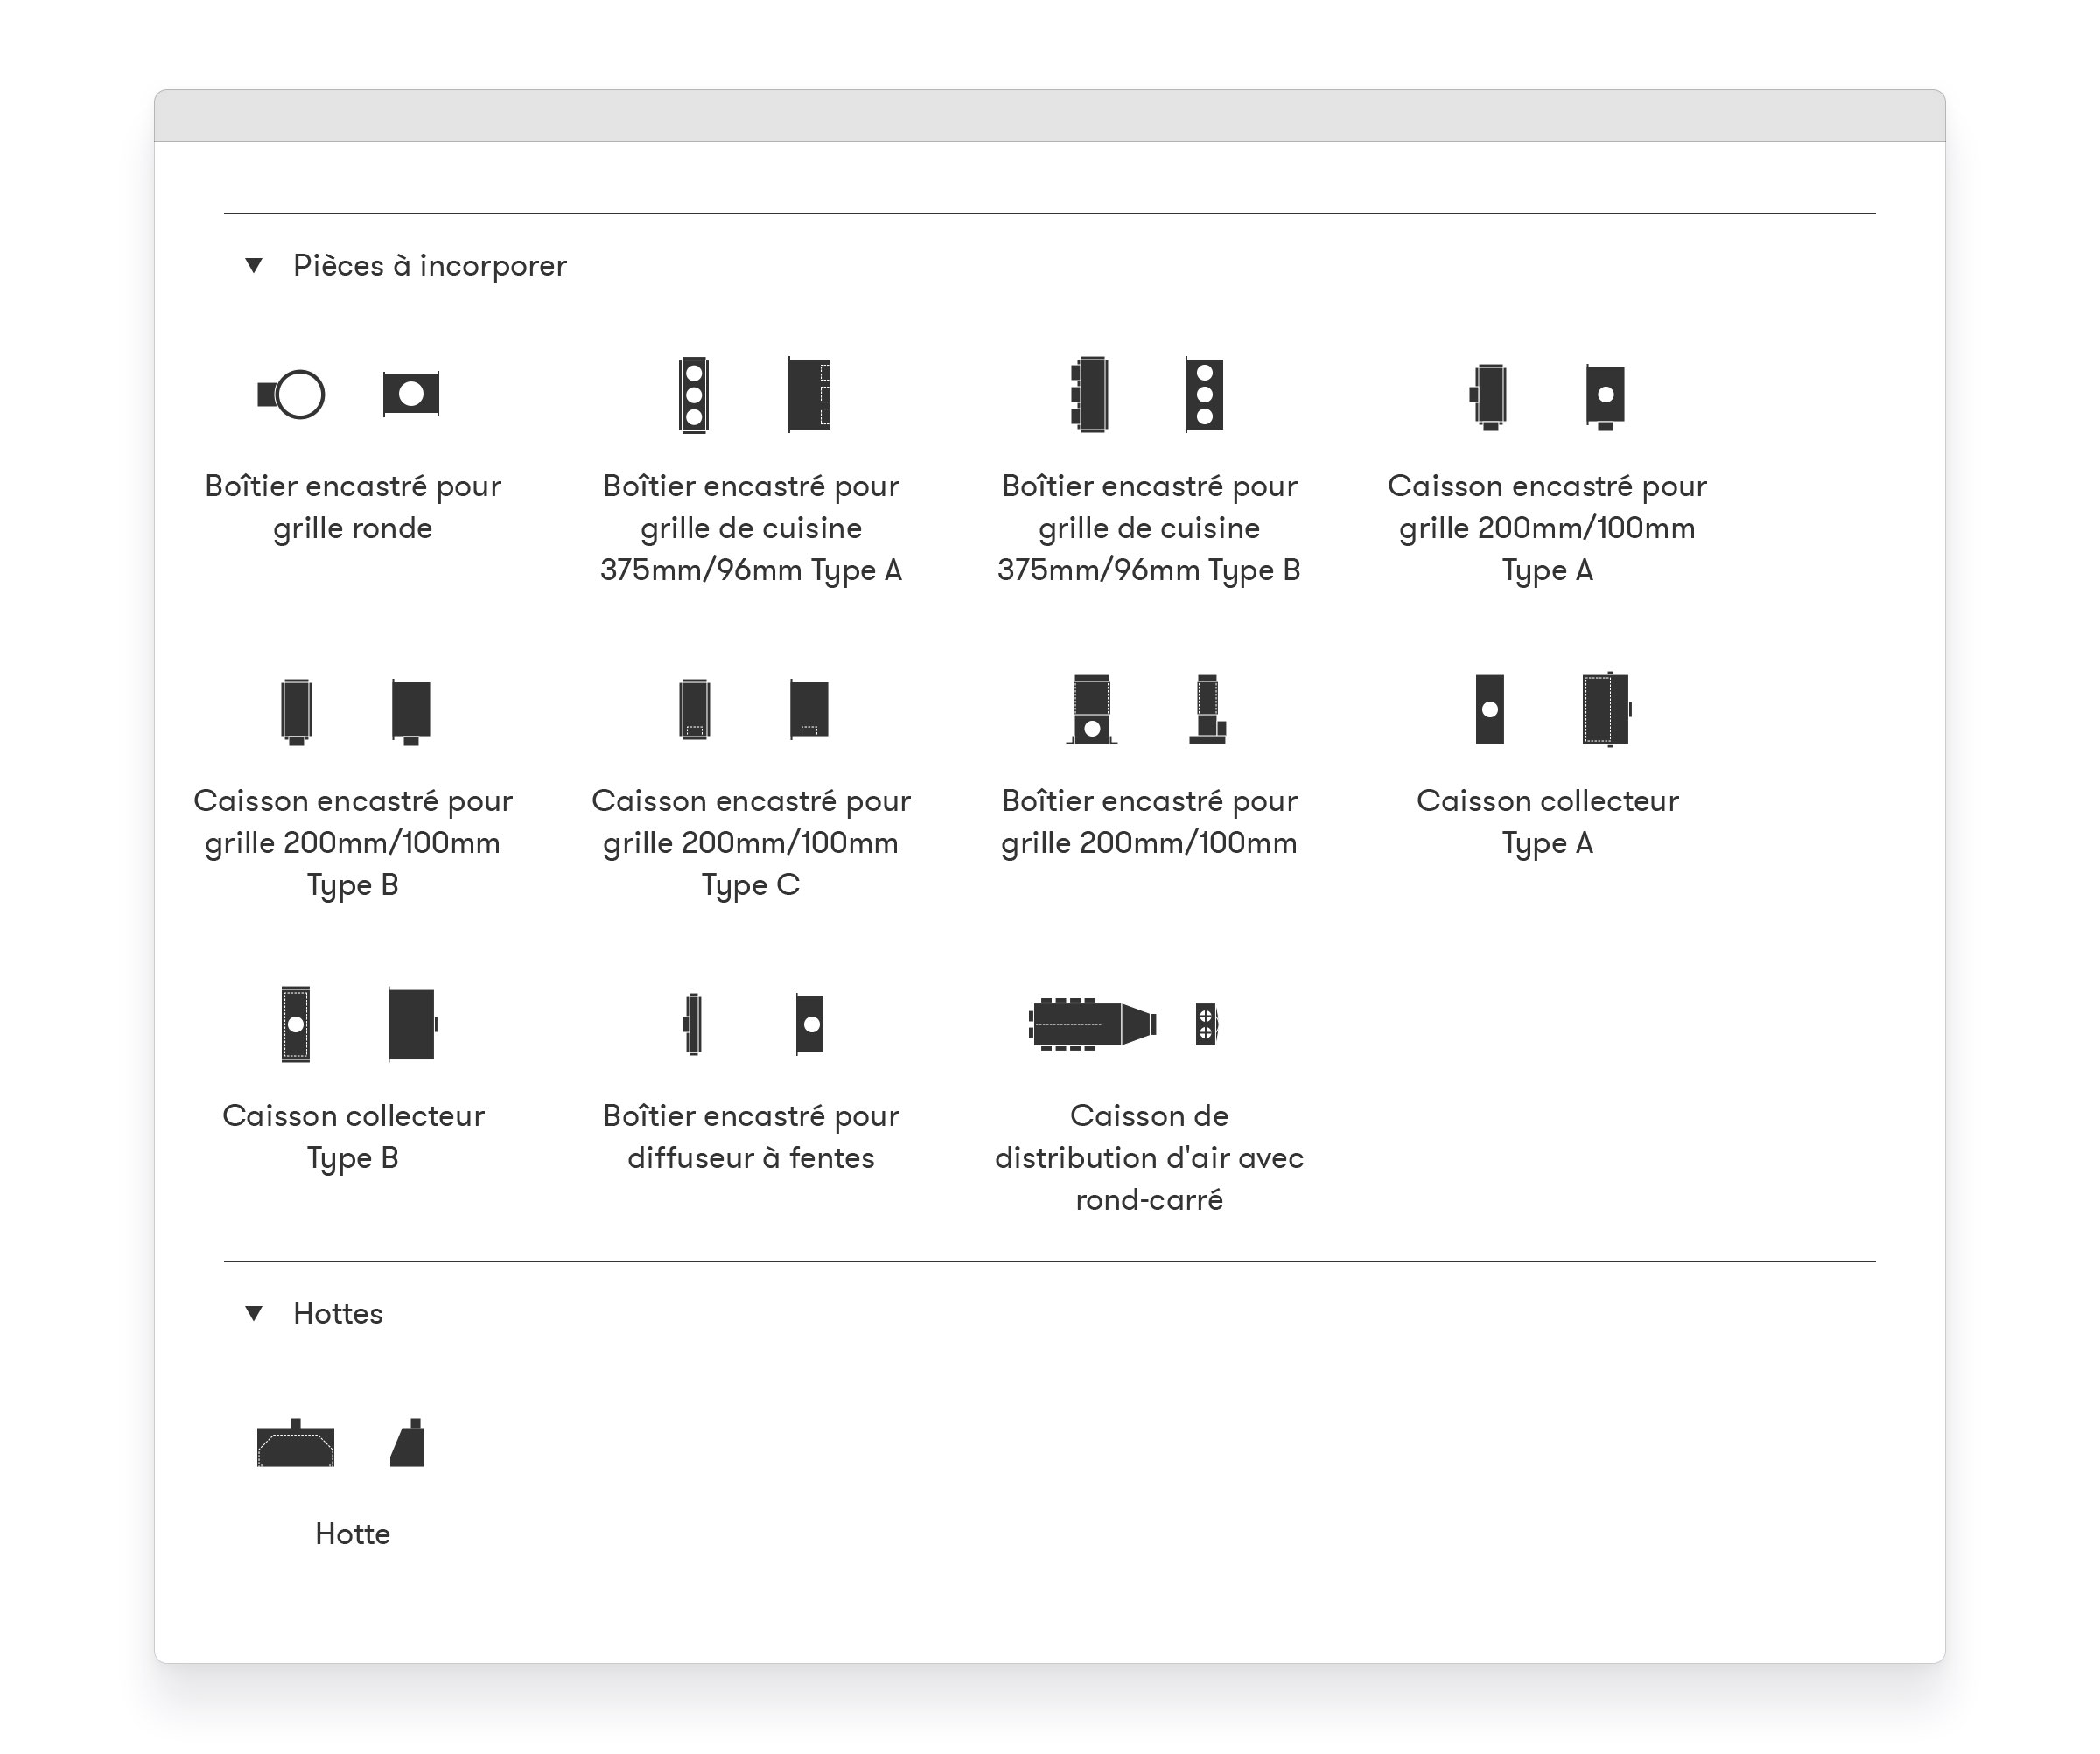 Pièces à incorporer
Boîtier encastré pour
grille ronde
Boîtier encastré pour
grille de cuisine
375mm/96mm Type A
Boîtier encastré pour
grille de cuisine
375mm/96mm Type B
Caisson encastré pour
grille 200mm/100mm
Type A
Caisson encastré pour
grille 200mm/100mm
Type B
Caisson encastré pour
grille 200mm/100mm
Type C
Boîtier encastré pour
grille 200mm/100mm
Caisson collecteur
Type A
Caisson collecteur
Type B
Boîtier encastré pour
diffuseur à fentes
Caisson de
distribution d'air avec
rond-carré
Hottes
Hotte